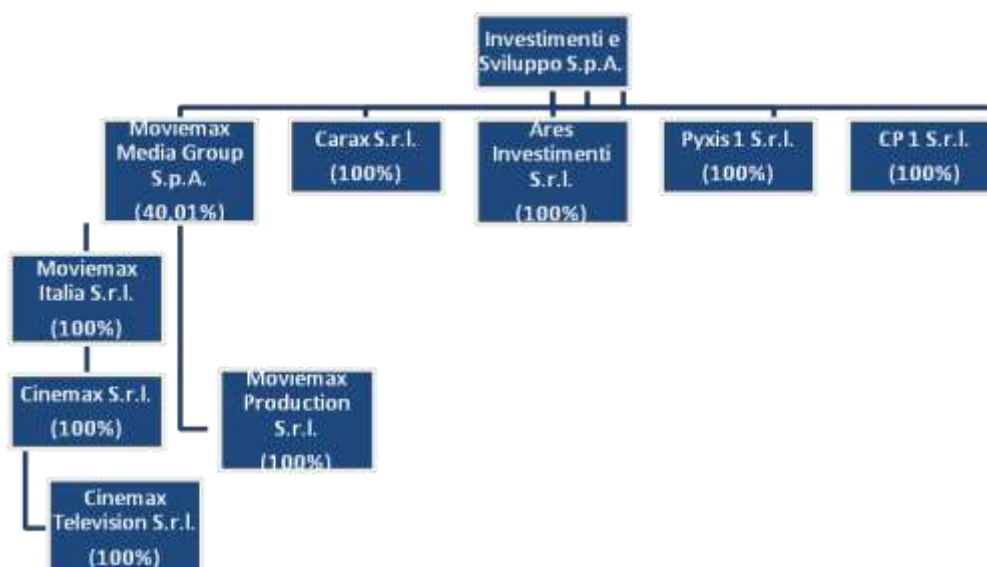 Investimenti e
Sviluppo S.p.A.
Moviemax
Media Group
S.p.A.
(40,01%)
Carax S.r.l.
(100%)
Ares
Investimenti
S.r.l.
(100%)
Pyxis 1 S.r.l.
(100%)
CP 1 S.r.l.
(100%)
Moviemax
Italia S.r.l.
(100%)
Cinemax S.r.l.
(100%)
Moviemax
Production
S.r.l.
(100%)
Cinemax
Television S.r.l.
(100%)